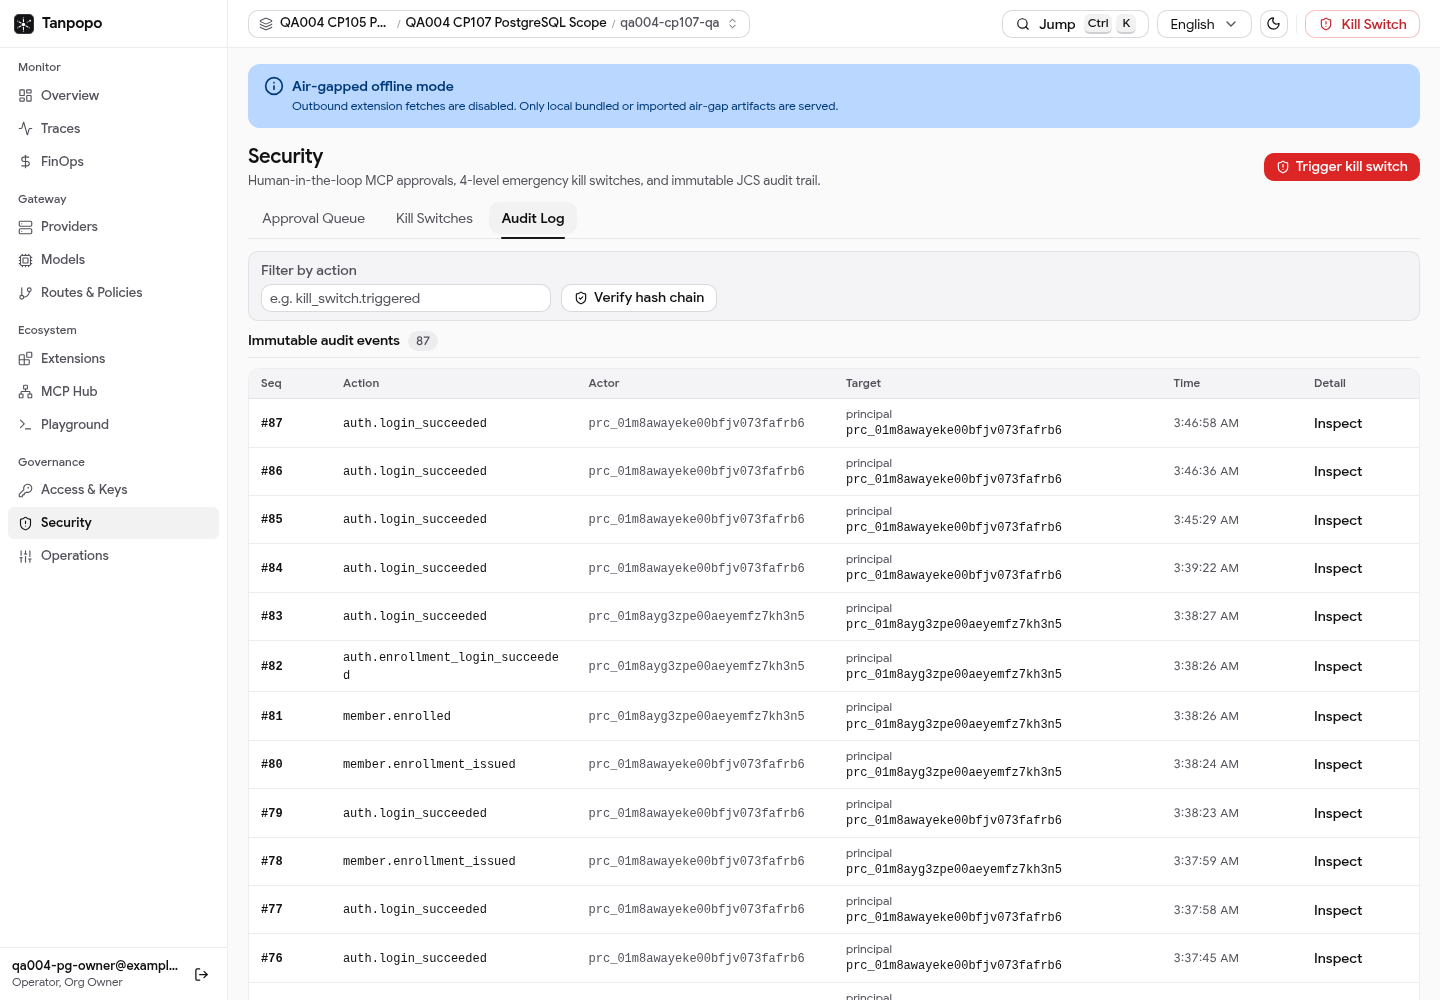 Tanpopo
QA004 CP105 P... / QA004 CP107 PostgreSQL Scope / qa004-cp107-qa
Jump Ctrl K
English
Kill Switch
Monitor
Overview
Traces
FinOps
Gateway
Providers
Models
Routes & Policies
Ecosystem
Extensions
MCP Hub
Playground
Governance
Access & Keys
Security
Operations
qa004-pg-owner@exampl...
Operator, Org Owner
Air-gapped offline mode
Outbound extension fetches are disabled. Only local bundled or imported air-gap artifacts are served.
Security
Human-in-the-loop MCP approvals, 4-level emergency kill switches, and immutable JCS audit trail.
Trigger kill switch
Approval Queue Kill Switches Audit Log
Filter by action
e.g. kill_switch.triggered
Verify hash chain
Immutable audit events 87
Seq Action Actor Target Time Detail
#87 auth.login_succeeded prc_01m8awayeke00bfjv073fafrb6 principal
prc_01m8awayeke00bfjv073fafrb6 3:46:58 AM Inspect
#86 auth.login_succeeded prc_01m8awayeke00bfjv073fafrb6 principal
prc_01m8awayeke00bfjv073fafrb6 3:46:36 AM Inspect
#85 auth.login_succeeded prc_01m8awayeke00bfjv073fafrb6 principal
prc_01m8awayeke00bfjv073fafrb6 3:45:29 AM Inspect
#84 auth.login_succeeded prc_01m8awayeke00bfjv073fafrb6 principal
prc_01m8awayeke00bfjv073fafrb6 3:39:22 AM Inspect
#83 auth.login_succeeded prc_01m8ayg3zpe00aeyemfz7kh3n5 principal
prc_01m8ayg3zpe00aeyemfz7kh3n5 3:38:27 AM Inspect
#82 auth.enrollment_login_succeede
d prc_01m8ayg3zpe00aeyemfz7kh3n5 principal
prc_01m8ayg3zpe00aeyemfz7kh3n5 3:38:26 AM Inspect
#81 member.enrolled prc_01m8ayg3zpe00aeyemfz7kh3n5 principal
prc_01m8ayg3zpe00aeyemfz7kh3n5 3:38:26 AM Inspect
#80 member.enrollment_issued prc_01m8awayeke00bfjv073fafrb6 principal
prc_01m8ayg3zpe00aeyemfz7kh3n5 3:38:24 AM Inspect
#79 auth.login_succeeded prc_01m8awayeke00bfjv073fafrb6 principal
prc_01m8awayeke00bfjv073fafrb6 3:38:23 AM Inspect
#78 member.enrollment_issued prc_01m8awayeke00bfjv073fafrb6 principal
prc_01m8ayg3zpe00aeyemfz7kh3n5 3:37:59 AM Inspect
#77 auth.login_succeeded prc_01m8awayeke00bfjv073fafrb6 principal
prc_01m8awayeke00bfjv073fafrb6 3:37:58 AM Inspect
#76 auth.login_succeeded prc_01m8awayeke00bfjv073fafrb6 principal
prc_01m8awayeke00bfjv073fafrb6 3:37:45 AM Inspect
principal